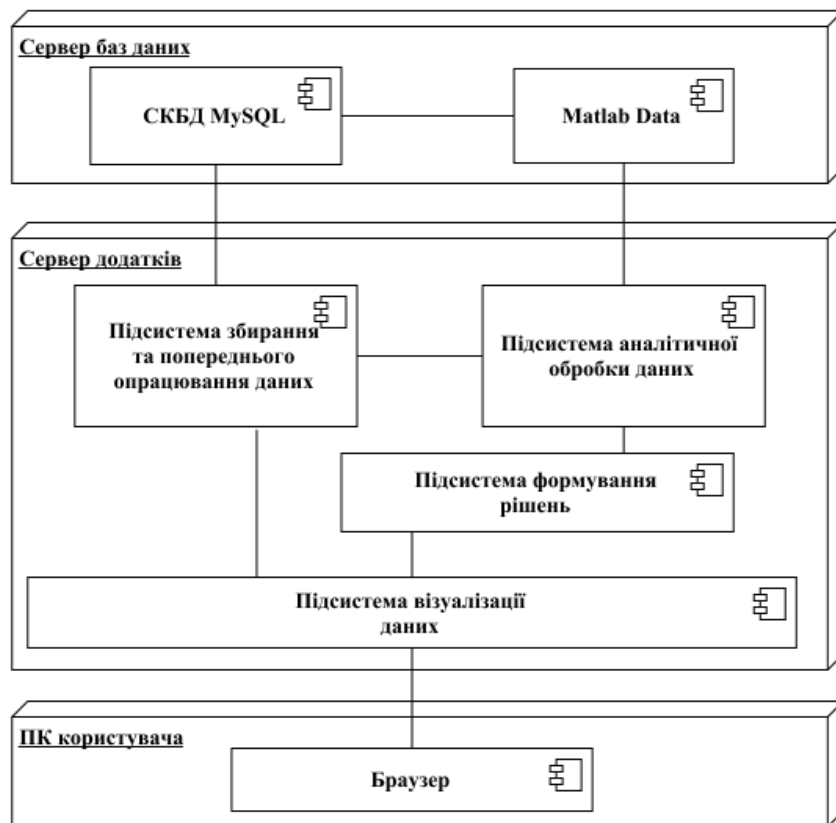 Сервер баз даних
СКБД MySQL
Matlab Data
Сервер додатків
Підсистема збирання
та попереднього
опрацювання даних
Підсистема аналітичної
обробки даних
Підсистема формування
рішень
Підсистема візуалізації
даних
ПК користувача
Браузер